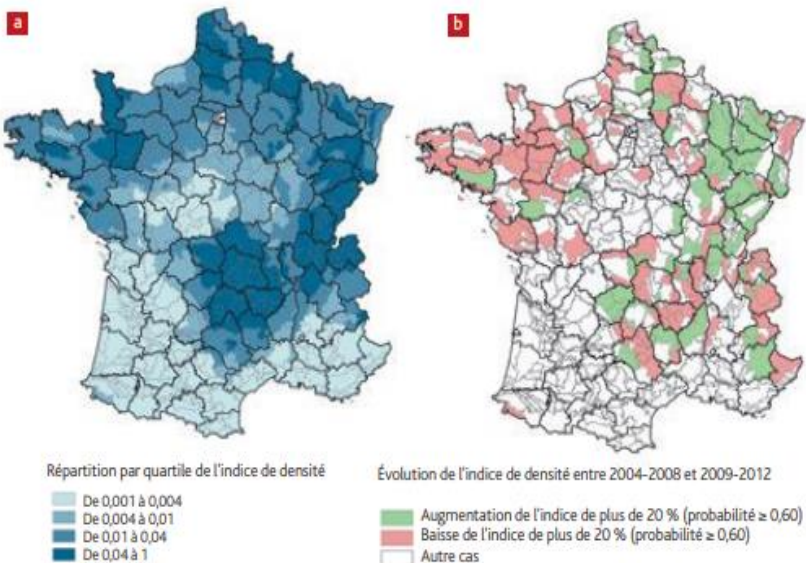 a
b
Répartition par quartile de l'indice de densité
De 0,001 à 0,004
De 0,004 à 0,01
De 0,01 à 0,04
De 0,04 à 1
Évolution de l'indice de densité entre 2004-2008 et 2009-2012
Augmentation de l'indice de plus de 20 % (probabilité ≥ 0,60)
Baisse de l'indice de plus de 20 % (probabilité ≥ 0,60)
Autre cas